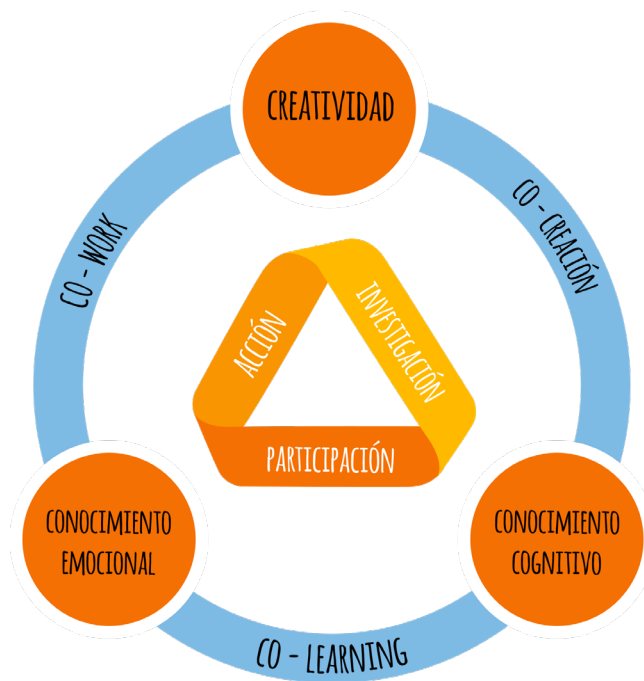 CREATIVIDAD
CO - WORK
CO - CREACIÓN
ACCIÓN
INVESTIGACIÓN
PARTICIPACIÓN
CONOCIMIENTO
EMOCIONAL
CONOCIMIENTO
COGNITIVO
CO - LEARNING